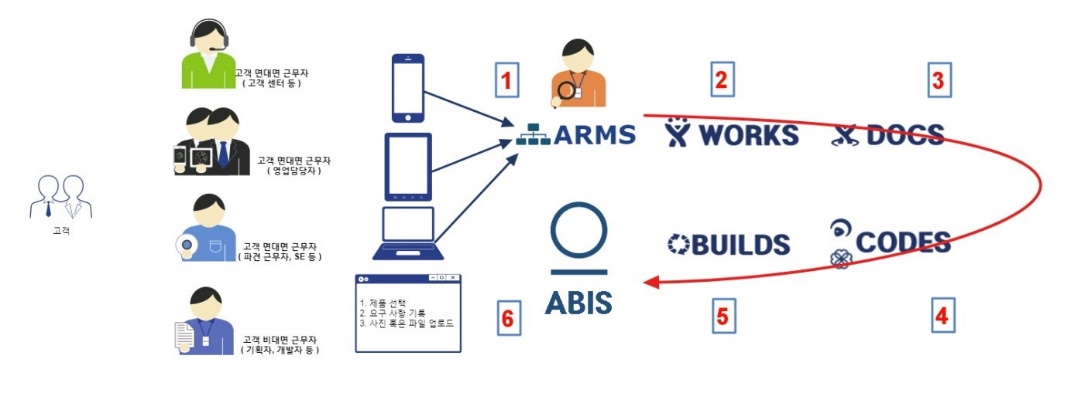 고객
고객 면대면 근무자
( 고객 센터 등 )
고객 면대면 근무자
( 영업담당자 )
고객 면대면 근무자
( 파견 근무자, SE 등 )
고객 비대면 근무자
( 기획자, 개발자 등 )
1. 제품 선택
2. 요구 사항 기록
3. 사진 혹은 파일 업로드
1
ARMS
2
WORKS
3
DOCS
4
CODES
5
BUILDS
6
ABIS